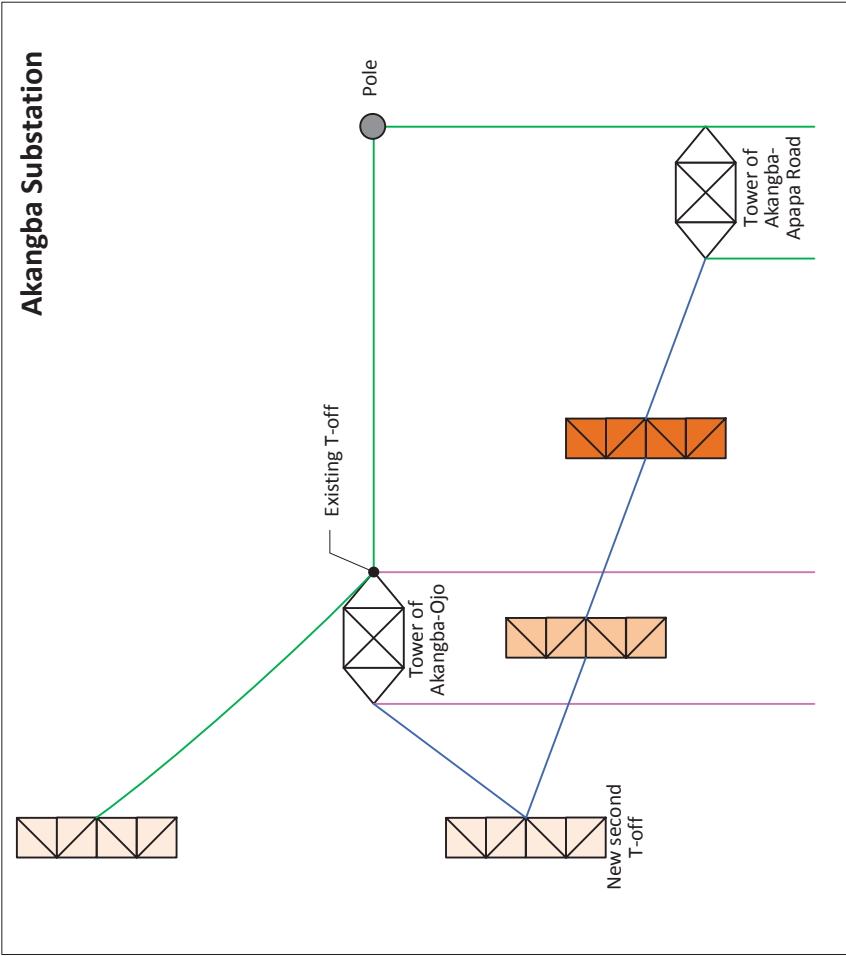 Akangba Substation
Pole
Existing T-off
Tower of
Akangba-
Apapa Road
Tower of
Akangba-Ojo
New second
T-off